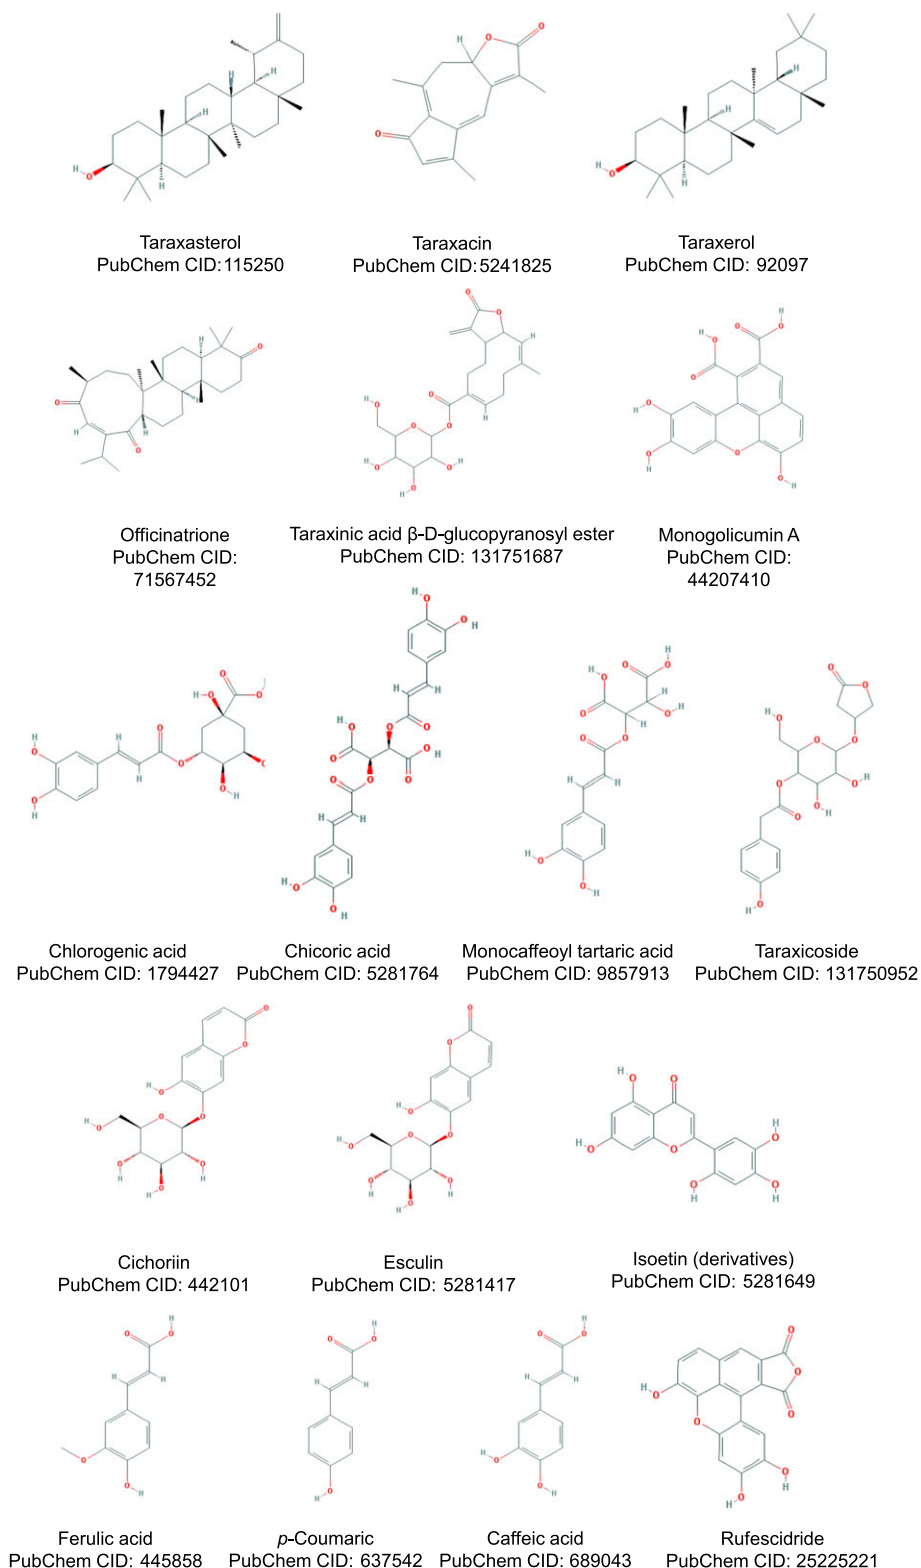 Taraxasterol
PubChem CID: 115250
Taraxacin
PubChem CID: 5241825
Taraxerol
PubChem CID: 92097
Officinatrione
PubChem CID:
71567452
Taraxinic acid β-D-glucopyranosyl ester
PubChem CID: 131751687
Monogolicumin A
PubChem CID:
44207410
Chlorogenic acid
PubChem CID: 1794427
Chicoric acid
PubChem CID: 5281764
Monocaffeoyl tartaric acid
PubChem CID: 9857913
Taraxicoside
PubChem CID: 131750952
Cichoriin
PubChem CID: 442101
Esculin
PubChem CID: 5281417
Isoetin (derivatives)
PubChem CID: 5281649
Ferulic acid
PubChem CID: 445858
p-Coumaric
PubChem CID: 637542
Caffeic acid
PubChem CID: 689043
Rufescidride
PubChem CID: 25225221